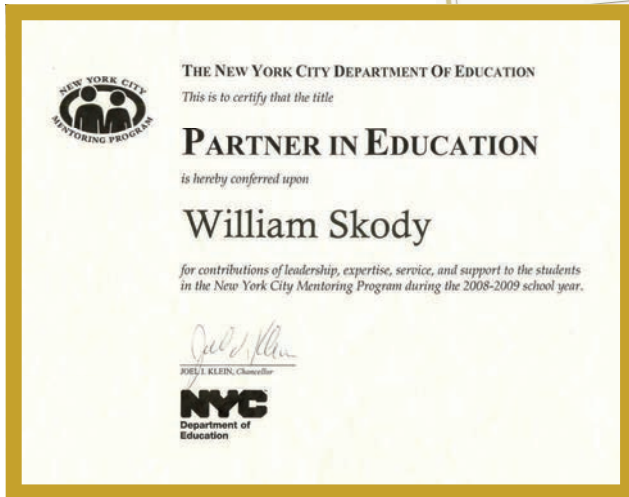 NEW YORK CITY
MENTORING PROGRAM
THE NEW YORK CITY DEPARTMENT OF EDUCATION
This is to certify that the title
PARTNER IN EDUCATION
is hereby conferred upon
William Skody
for contributions of leadership, expertise, service, and support to the students
in the New York City Mentoring Program during the 2008-2009 school year.
Joel I. Klein
JOEL I. KLEIN, Chancellor
NYC
Department of
Education